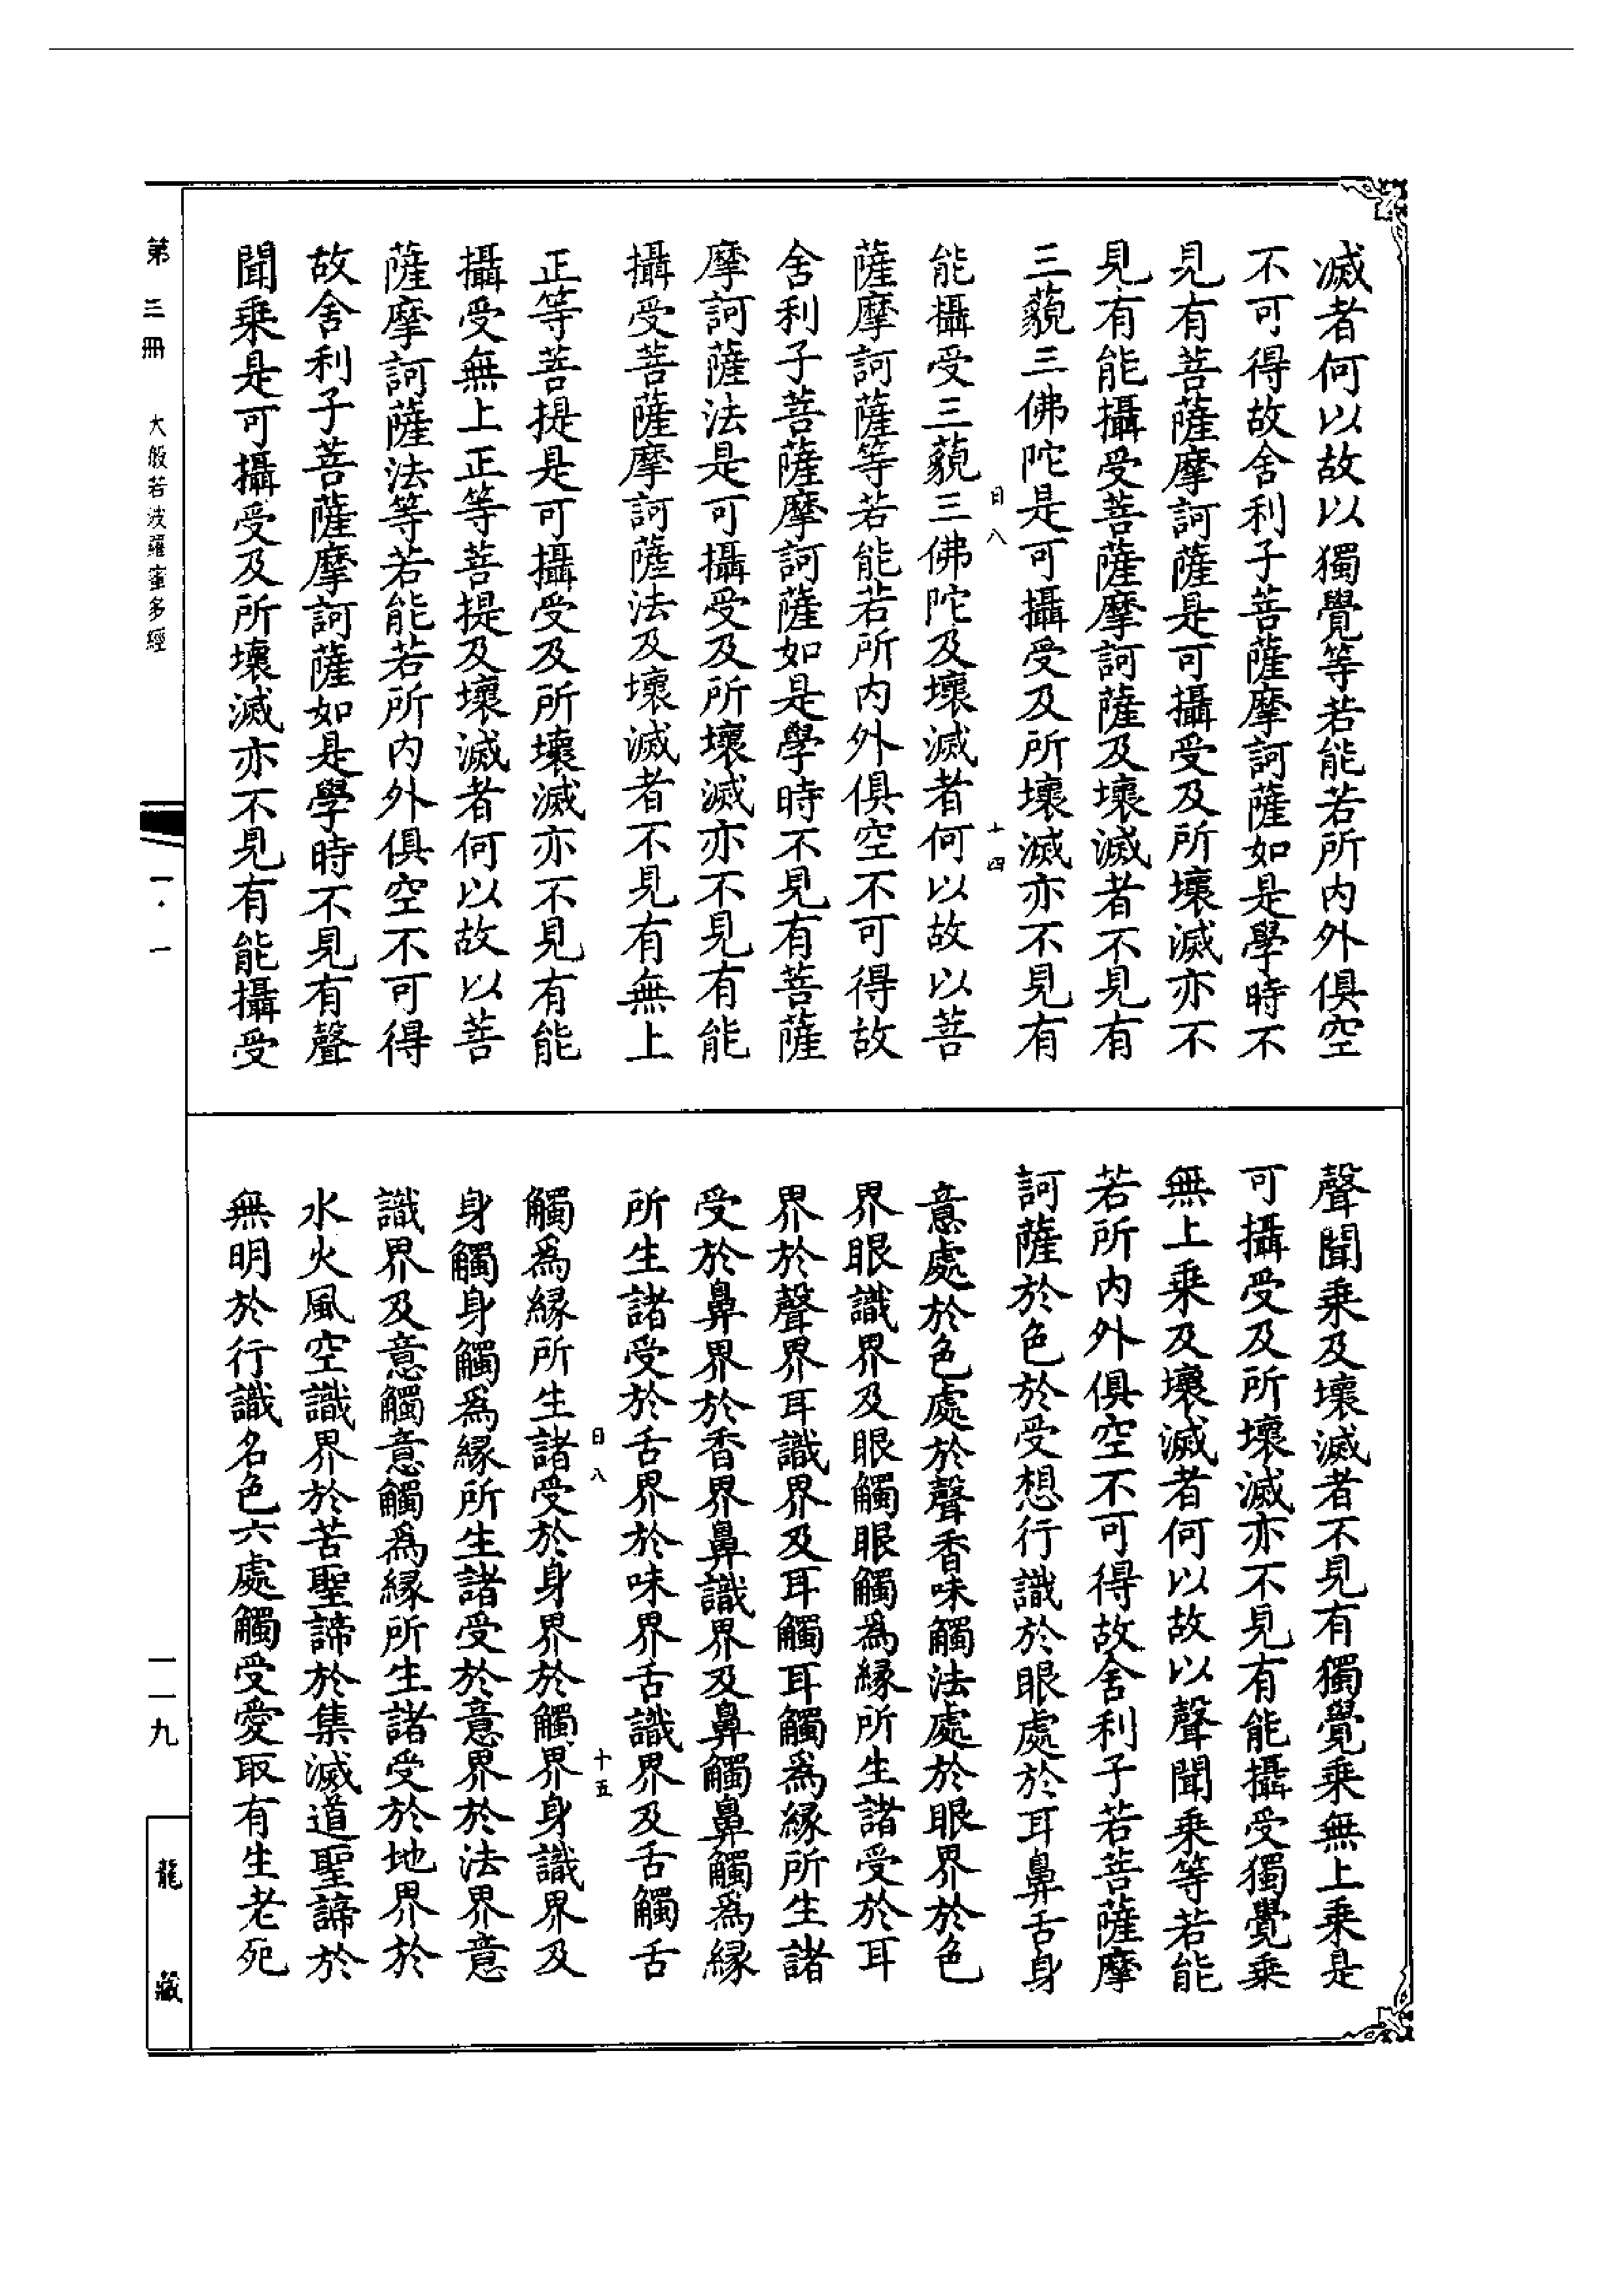 滅者何以故以獨覺等若能若所內外俱空
不可得故舍利子菩薩摩訶薩如是學時不
見有菩薩摩訶薩是可攝受及所壞滅亦不
見有能攝受菩薩摩訶薩及壞滅者不見有
三藐三佛陀是可攝受及所壞滅亦不見有
日八 十四
能攝受三藐三佛陀及壞滅者何以故以菩
薩摩訶薩等若能若所內外俱空不可得故
舍利子菩薩摩訶薩如是學時不見有菩薩
摩訶薩法是可攝受及所壞滅亦不見有能
攝受菩薩摩訶薩法及壞滅者不見有無上
正等菩提是可攝受及所壞滅亦不見有能
攝受無上正等菩提及壞滅者何以故以菩
薩摩訶薩法等若能若所內外俱空不可得
故舍利子菩薩摩訶薩如是學時不見有聲
聞乘是可攝受及所壞滅亦不見有能攝受
聲聞乘及壞滅者不見有獨覺乘無上乘是
可攝受及所壞滅亦不見有能攝受獨覺乘
無上乘及壞滅者何以故以聲聞乘等若能
若所內外俱空不可得故舍利子若菩薩摩
訶薩於色於受想行識於眼處於耳鼻舌身
意處於色處於聲香味觸法處於眼界於色
界眼識界及眼觸眼觸為緣所生諸受於耳
界於聲界耳識界及耳觸耳觸為緣所生諸
受於鼻界於香界鼻識界及鼻觸鼻觸為緣
所生諸受於舌界於味界舌識界及舌觸舌
日八 十五
觸為緣所生諸受於身界於觸界身識界及
身觸身觸為緣所生諸受於意界於法界意
識界及意觸意觸為緣所生諸受於地界於
水火風空識界於苦聖諦於集滅道聖諦於
無明於行識名色六處觸受愛取有生老死
第三冊 大般若波羅蜜多經 一·一 一一九 龍藏